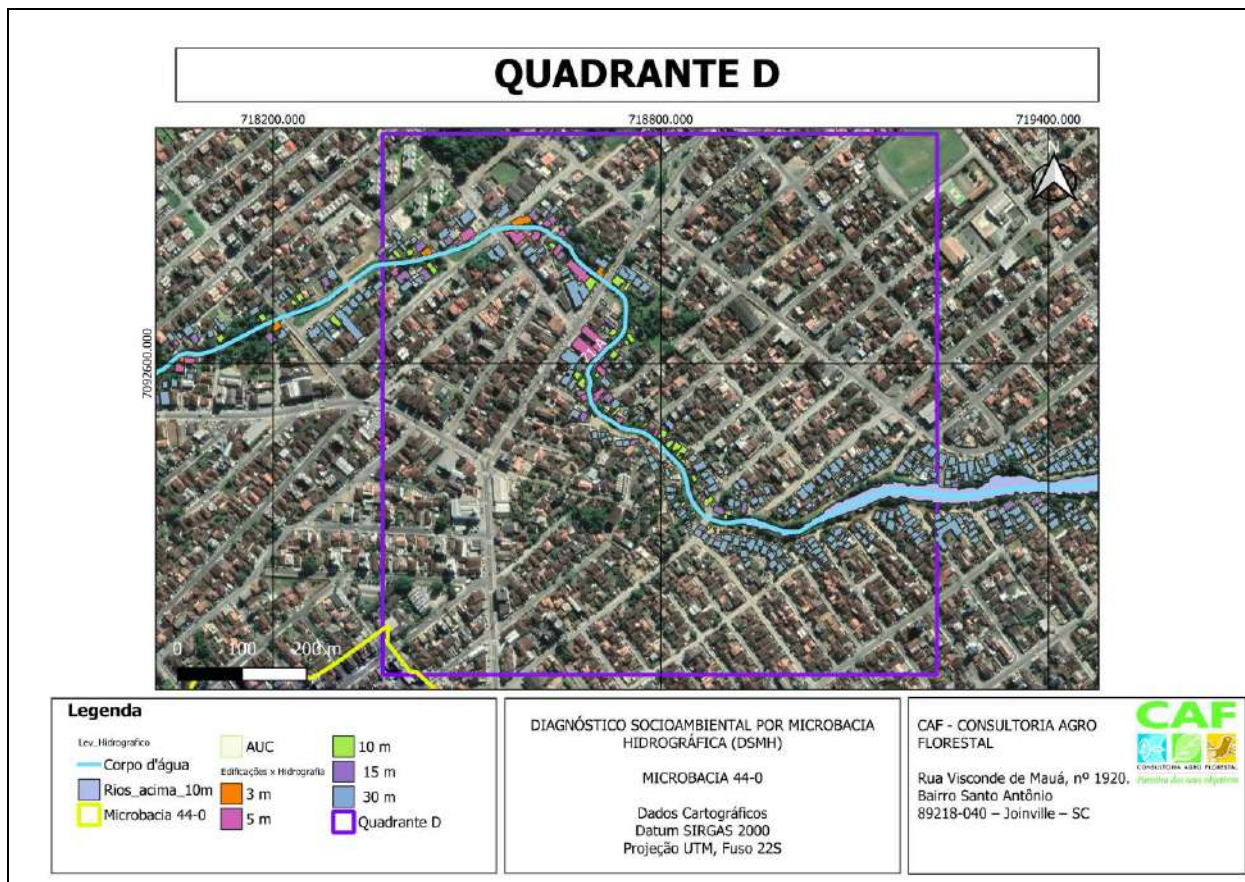 QUADRANTE D
718200.000
718800.000
719400.000
7092600.000
0 100 200 m
Legenda
Lev_Hidrografico
Corpo d'água
Rios_acima_10m
Microbacia 44-0
AUC
Edificações x Hidrografia
3 m
5 m
10 m
15 m
30 m
Quadrante D
DIAGNÓSTICO SOCIOAMBIENTAL POR MICROBACIA
HIDROGRÁFICA (DSMH)
MICROBACIA 44-0
Dados Cartográficos
Datum SIRGAS 2000
Projeção UTM, Fuso 22S
CAF - CONSULTORIA AGRO
FLORESTAL
Rua Visconde de Mauá, nº 1920.
Bairro Santo Antônio
89218-040 – Joinville – SC
CAF
CONSULTORIA AGRO FLORESTAL